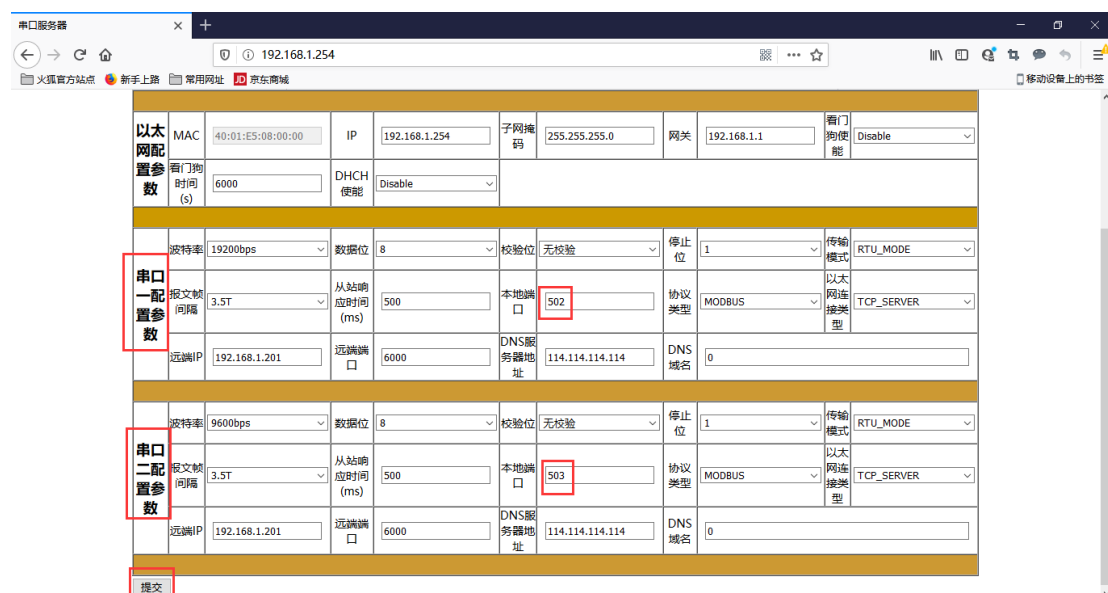 串口服务器
192.168.1.254
火狐官方站点 新手上路 常用网址 JD 京东商城 移动设备上的书签
以太网配置参数
MAC 40:01:E5:08:00:00 IP 192.168.1.254 子网掩码 255.255.255.0 网关 192.168.1.1 看门狗使能 Disable
看门狗时间(s) 6000 DHCH使能 Disable
串口一配置参数
波特率 19200bps 数据位 8 校验位 无校验 停止位 1 传输模式 RTU_MODE
报文帧间隔 3.5T 从站响应时间(ms) 500 本地端口 502 协议类型 MODBUS 以太网连接类型 TCP_SERVER
远端IP 192.168.1.201 远端端口 6000 DNS服务器地址 114.114.114.114 DNS域名 0
串口二配置参数
波特率 9600bps 数据位 8 校验位 无校验 停止位 1 传输模式 RTU_MODE
报文帧间隔 3.5T 从站响应时间(ms) 500 本地端口 503 协议类型 MODBUS 以太网连接类型 TCP_SERVER
远端IP 192.168.1.201 远端端口 6000 DNS服务器地址 114.114.114.114 DNS域名 0
提交